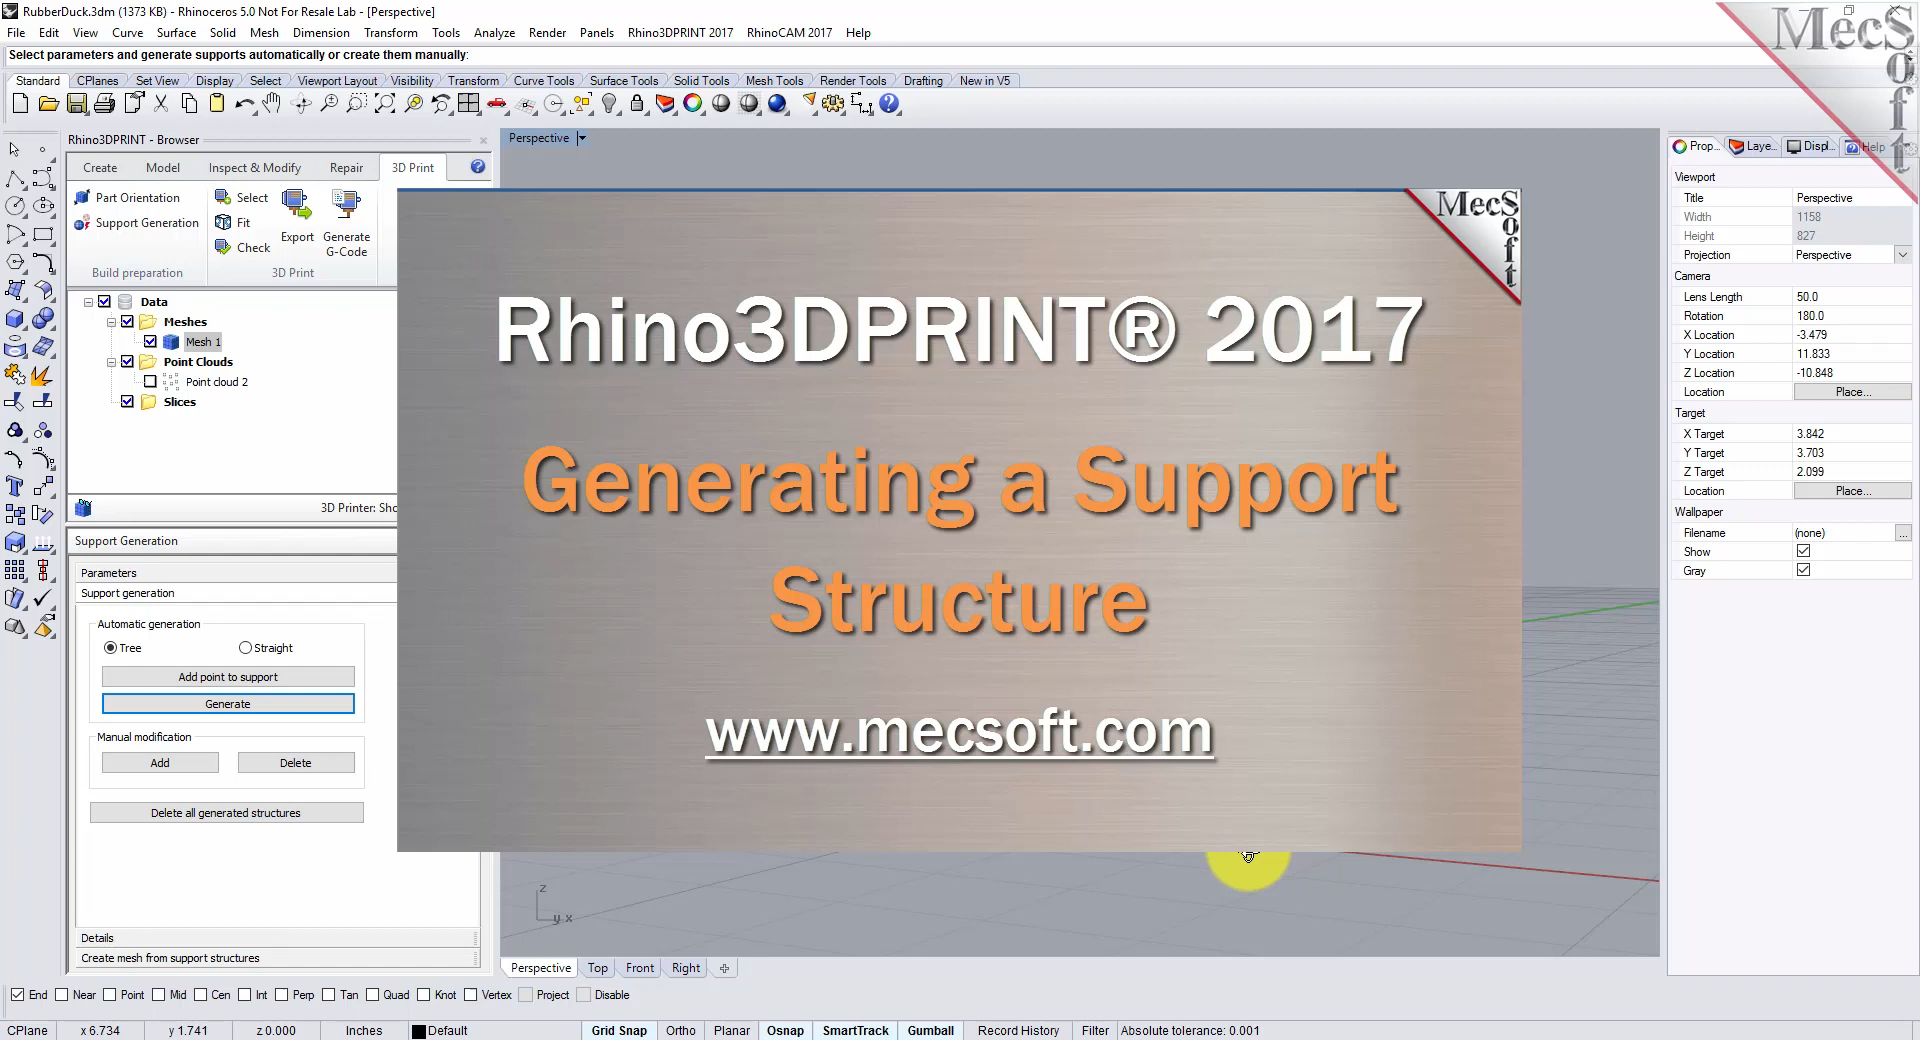 RubberDuck.3dm (1373 KB) - Rhinoceros 5.0 Not For Resale Lab - [Perspective]
File Edit View Curve Surface Solid Mesh Dimension Transform Tools Analyze Render Panels Rhino3DPRINT 2017 RhinoCAM 2017 Help
Select parameters and generate supports automatically or create them manually:
Standard CPlanes Set View Display Select Viewport Layout Visibility Transform Curve Tools Surface Tools Solid Tools Mesh Tools Render Tools Drafting New in V5
MecSoft
Rhino3DPRINT - Browser
Create Model Inspect & Modify Repair 3D Print
Part Orientation
Support Generation
Build preparation
Select
Fit
Check
Export
Generate
G-Code
3D Print
Data
Meshes
Mesh 1
Point Clouds
Point cloud 2
Slices
3D Printer: Sho
Support Generation
Parameters
Support generation
Automatic generation
Tree Straight
Add point to support
Generate
Manual modification
Add Delete
Delete all generated structures
Details
Create mesh from support structures
Perspective
MecSoft
Rhino3DPRINT® 2017
Generating a Support
Structure
www.mecsoft.com
z
y x
Perspective Top Front Right
Prop... Laye... Displ... Help
Viewport
Title Perspective
Width 1158
Height 827
Projection Perspective
Camera
Lens Length 50.0
Rotation 180.0
X Location -3.479
Y Location 11.833
Z Location -10.848
Location Place...
Target
X Target 3.842
Y Target 3.703
Z Target 2.099
Location Place...
Wallpaper
Filename (none) ...
Show
Gray
End Near Point Mid Cen Int Perp Tan Quad Knot Vertex Project Disable
CPlane x 6.734 y 1.741 z 0.000 Inches Default Grid Snap Ortho Planar Osnap SmartTrack Gumball Record History Filter Absolute tolerance: 0.001